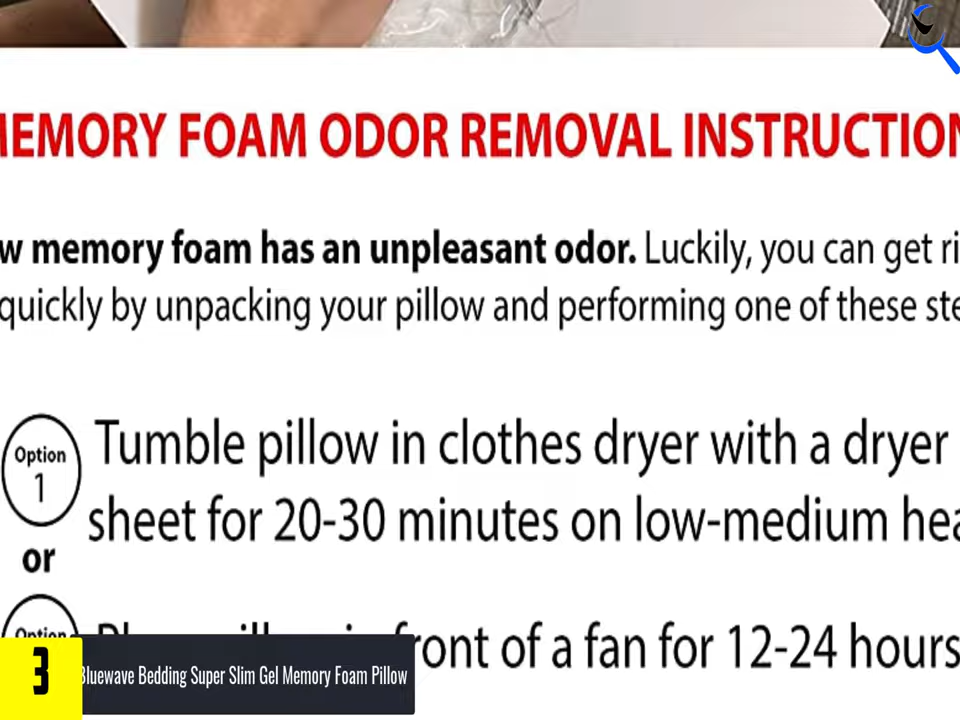 MEMORY FOAM ODOR REMOVAL INSTRUCTION
w memory foam has an unpleasant odor. Luckily, you can get ri
quickly by unpacking your pillow and performing one of these ste
Option
1
Tumble pillow in clothes dryer with a dryer
sheet for 20-30 minutes on low-medium hea
or
Option
front of a fan for 12-24 hours
3
Bluewave Bedding Super Slim Gel Memory Foam Pillow